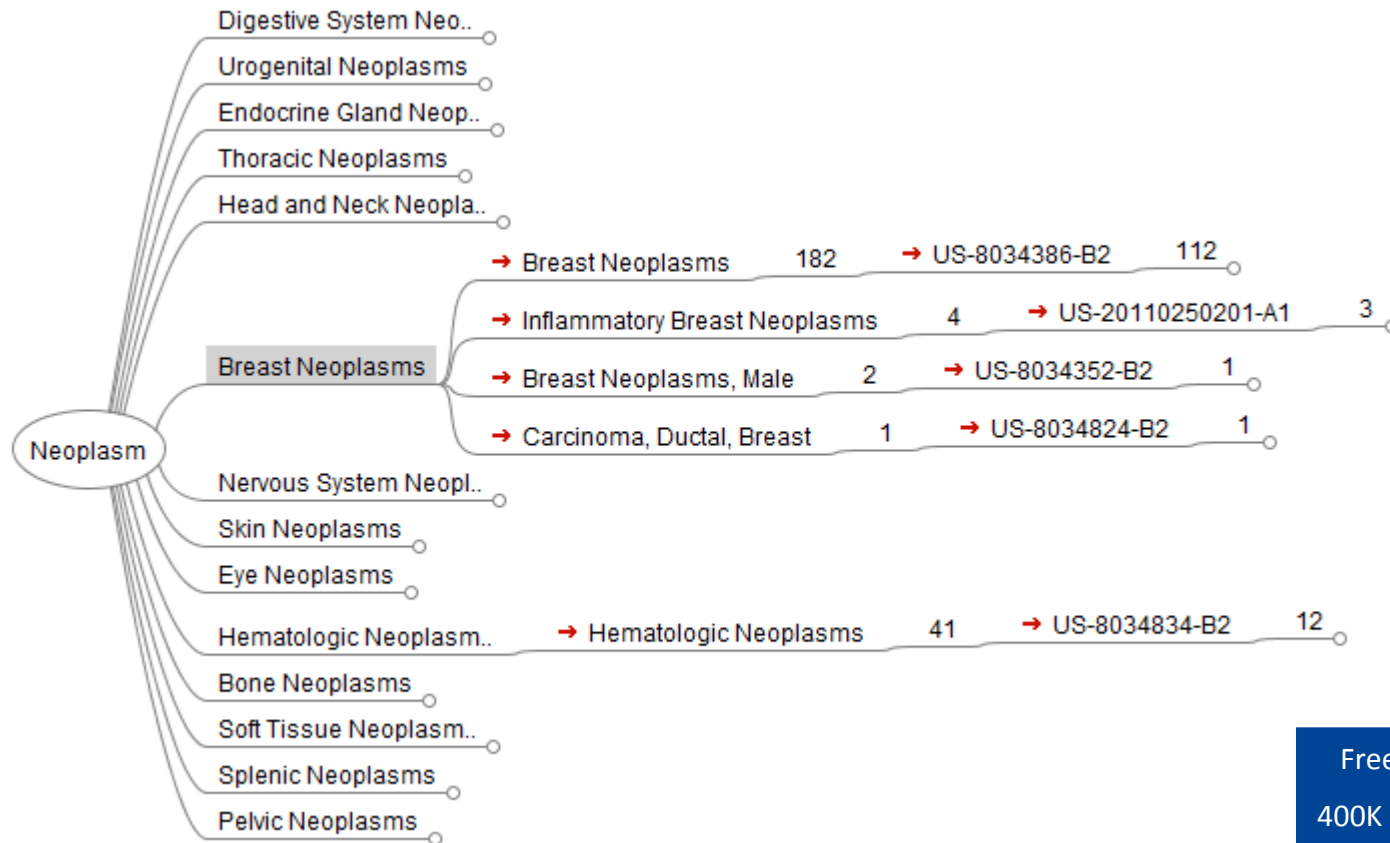 Digestive System Neo..
Urogenital Neoplasms
Endocrine Gland Neop..
Thoracic Neoplasms
Head and Neck Neopla..
→ Breast Neoplasms 182 → US-8034386-B2 112
→ Inflammatory Breast Neoplasms 4 → US-20110250201-A1 3
Breast Neoplasms
→ Breast Neoplasms, Male 2 → US-8034352-B2 1
→ Carcinoma, Ductal, Breast 1 → US-8034824-B2 1
Neoplasm
Nervous System Neopl..
Skin Neoplasms
Eye Neoplasms
Hematologic Neoplasm.. → Hematologic Neoplasms 41 → US-8034834-B2 12
Bone Neoplasms
Soft Tissue Neoplasm..
Splenic Neoplasms
Pelvic Neoplasms
Free
400K